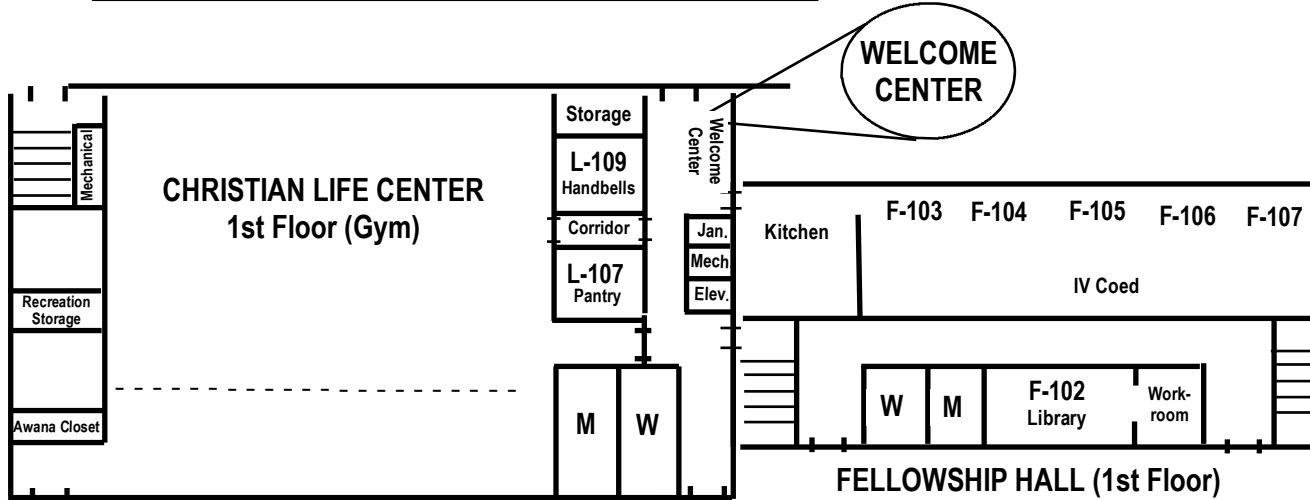 WELCOME
CENTER
Storage
Mechanical
Welcome
Center
L-109
Handbells
CHRISTIAN LIFE CENTER
1st Floor (Gym)
F-103
F-104
F-105
F-106
F-107
Corridor
Jan.
Kitchen
Mech.
L-107
Pantry
Elev.
IV Coed
Recreation
Storage
Awana Closet
M
W
W
M
F-102
Library
Work-
room
FELLOWSHIP HALL (1st Floor)